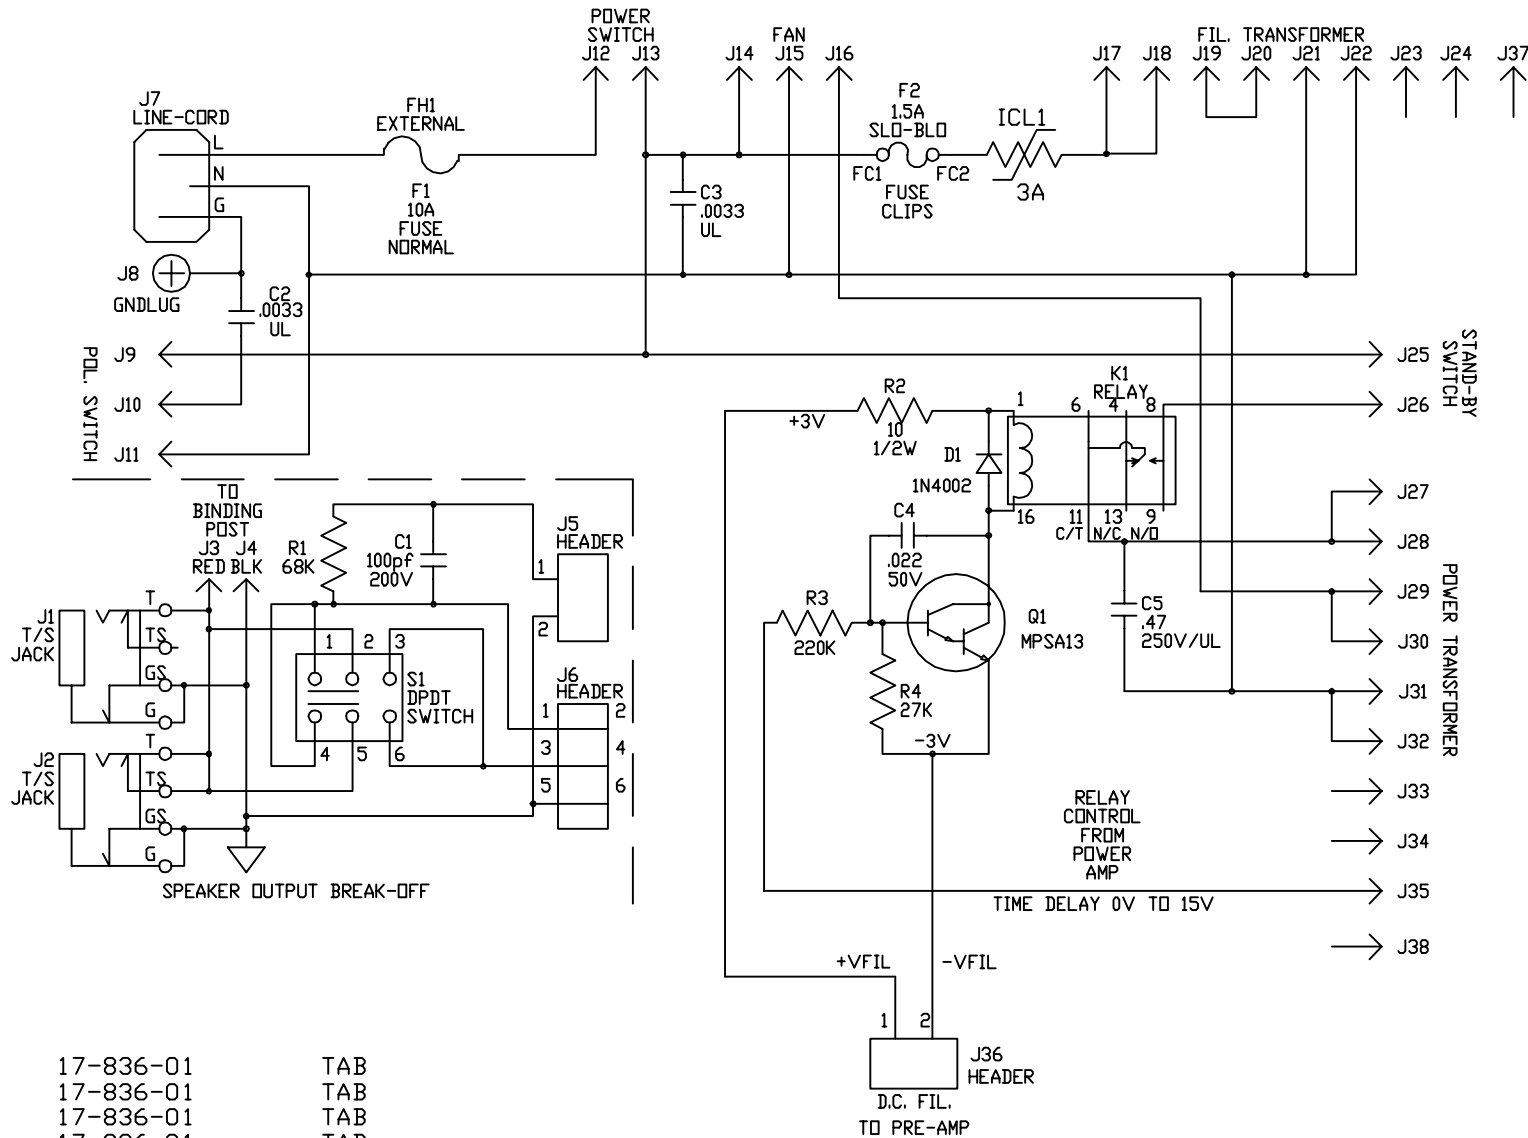 POWER
SWITCH
J12 J13
J14
FAN
J15
J16
FIL. TRANSFORMER
J17 J18 J19 J20 J21 J22 J23 J24 J37
J7
LINE-CORD
L
N
G
FH1
EXTERNAL
F1
10A
FUSE
NORMAL
F2
1.5A
SLO-BLO
FC1 FC2
FUSE
CLIPS
ICL1
3A
C3
.0033
UL
J8
GNDLUG
C2
.0033
UL
POL. SWITCH
J9
J10
J11
J25
J26
STAND-BY
SWITCH
K1
RELAY
1 6 4 8
16 11 13 9
C/T N/C N/O
+3V
R2
10
1/2W
D1
1N4002
C4
.022
50V
R3
220K
Q1
MPSA13
R4
27K
-3V
C5
.47
250V/UL
J27
J28
J29
J30
J31
J32
J33
J34
J35
J38
POWER TRANSFORMER
RELAY
CONTROL
FROM
POWER
AMP
TIME DELAY 0V TO 15V
+VFIL -VFIL
1 2
J36
HEADER
D.C. FIL.
TO PRE-AMP
TO
BINDING
POST
J3 J4
RED BLK
R1
68K
C1
100pf
200V
J5
HEADER
1
2
J6
HEADER
1 2
3 4
5 6
J1
T/S
JACK
T
TS
GS
G
J2
T/S
JACK
T
TS
GS
G
1 2 3
S1
DPDT
SWITCH
4 5 6
SPEAKER OUTPUT BREAK-OFF
17-836-01 TAB
17-836-01 TAB
17-836-01 TAB